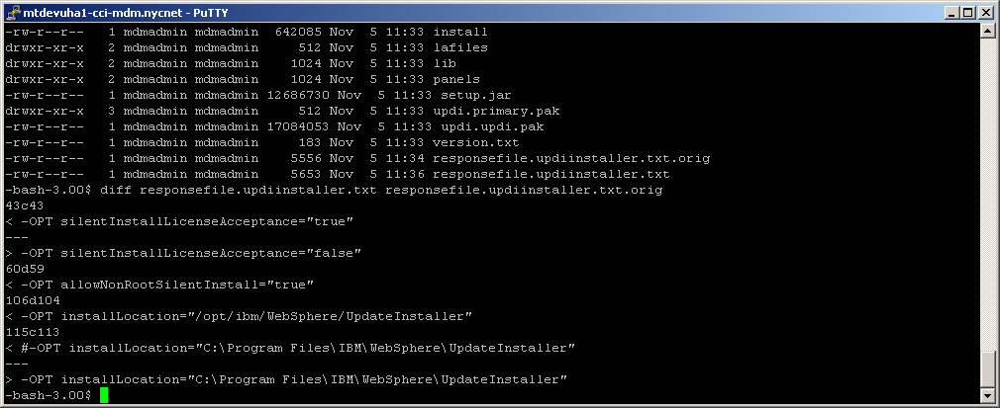 mtdevuha1-cci-mdm.nycnet - PuTTY
-rw-r--r--   1 mdmadmin mdmadmin  642085 Nov  5 11:33 install
drwxr-xr-x   2 mdmadmin mdmadmin     512 Nov  5 11:33 lafiles
drwxr-xr-x   2 mdmadmin mdmadmin    1024 Nov  5 11:33 lib
drwxr-xr-x   2 mdmadmin mdmadmin    1024 Nov  5 11:33 panels
-rw-r--r--   1 mdmadmin mdmadmin 12686730 Nov  5 11:33 setup.jar
drwxr-xr-x   3 mdmadmin mdmadmin     512 Nov  5 11:33 updi.primary.pak
-rw-r--r--   1 mdmadmin mdmadmin 17084053 Nov  5 11:33 updi.updi.pak
-rw-r--r--   1 mdmadmin mdmadmin     183 Nov  5 11:33 version.txt
-rw-r--r--   1 mdmadmin mdmadmin    5556 Nov  5 11:34 responsefile.updiinstaller.txt.orig
-rw-r--r--   1 mdmadmin mdmadmin    5653 Nov  5 11:36 responsefile.updiinstaller.txt
-bash-3.00$ diff responsefile.updiinstaller.txt responsefile.updiinstaller.txt.orig
43c43
< -OPT silentInstallLicenseAcceptance="true"
---
> -OPT silentInstallLicenseAcceptance="false"
60d59
< -OPT allowNonRootSilentInstall="true"
106d104
< -OPT installLocation="/opt/ibm/WebSphere/UpdateInstaller"
115c113
< #-OPT installLocation="C:\Program Files\IBM\WebSphere\UpdateInstaller"
---
> -OPT installLocation="C:\Program Files\IBM\WebSphere\UpdateInstaller"
-bash-3.00$